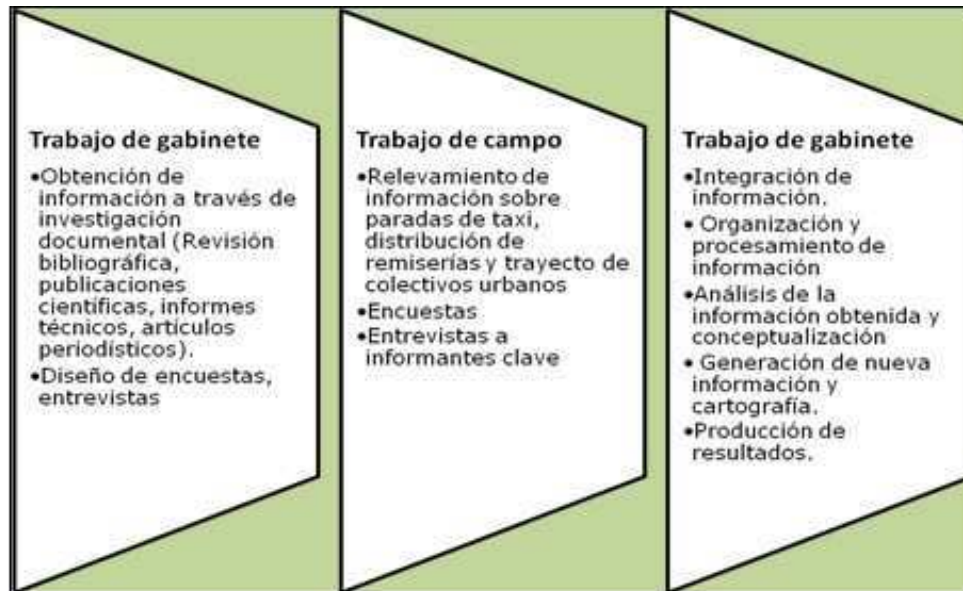 Trabajo de gabinete
•Obtención de
información a través de
investigación
documental (Revisión
bibliográfica,
publicaciones
científicas, informes
técnicos, artículos
periodísticos).
•Diseño de encuestas,
entrevistas
Trabajo de campo
•Relevamiento de
información sobre
paradas de taxi,
distribución de
remiserías y trayecto de
colectivos urbanos
•Encuestas
•Entrevistas a
informantes clave
Trabajo de gabinete
•Integración de
información.
• Organización y
procesamiento de
información
•Análisis de la
información obtenida y
conceptualización
• Generación de nueva
información y
cartografía.
•Producción de
resultados.